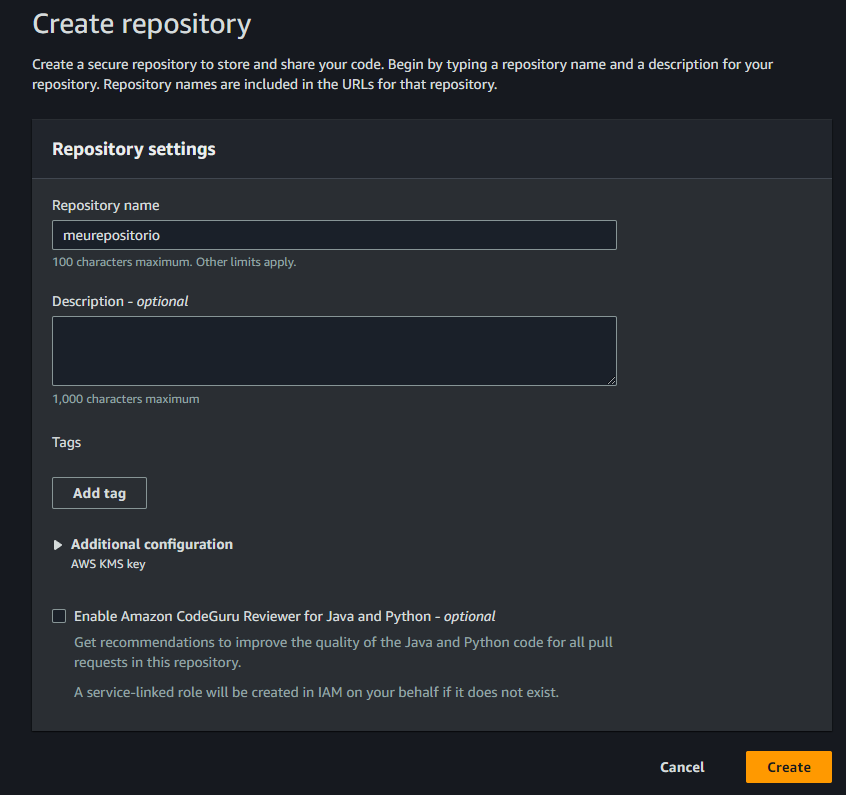 Create repository
Create a secure repository to store and share your code. Begin by typing a repository name and a description for your
repository. Repository names are included in the URLs for that repository.
Repository settings
Repository name
meurepositorio
100 characters maximum. Other limits apply.
Description - optional
1,000 characters maximum
Tags
Add tag
Additional configuration
AWS KMS key
Enable Amazon CodeGuru Reviewer for Java and Python - optional
Get recommendations to improve the quality of the Java and Python code for all pull
requests in this repository.
A service-linked role will be created in IAM on your behalf if it does not exist.
Cancel
Create